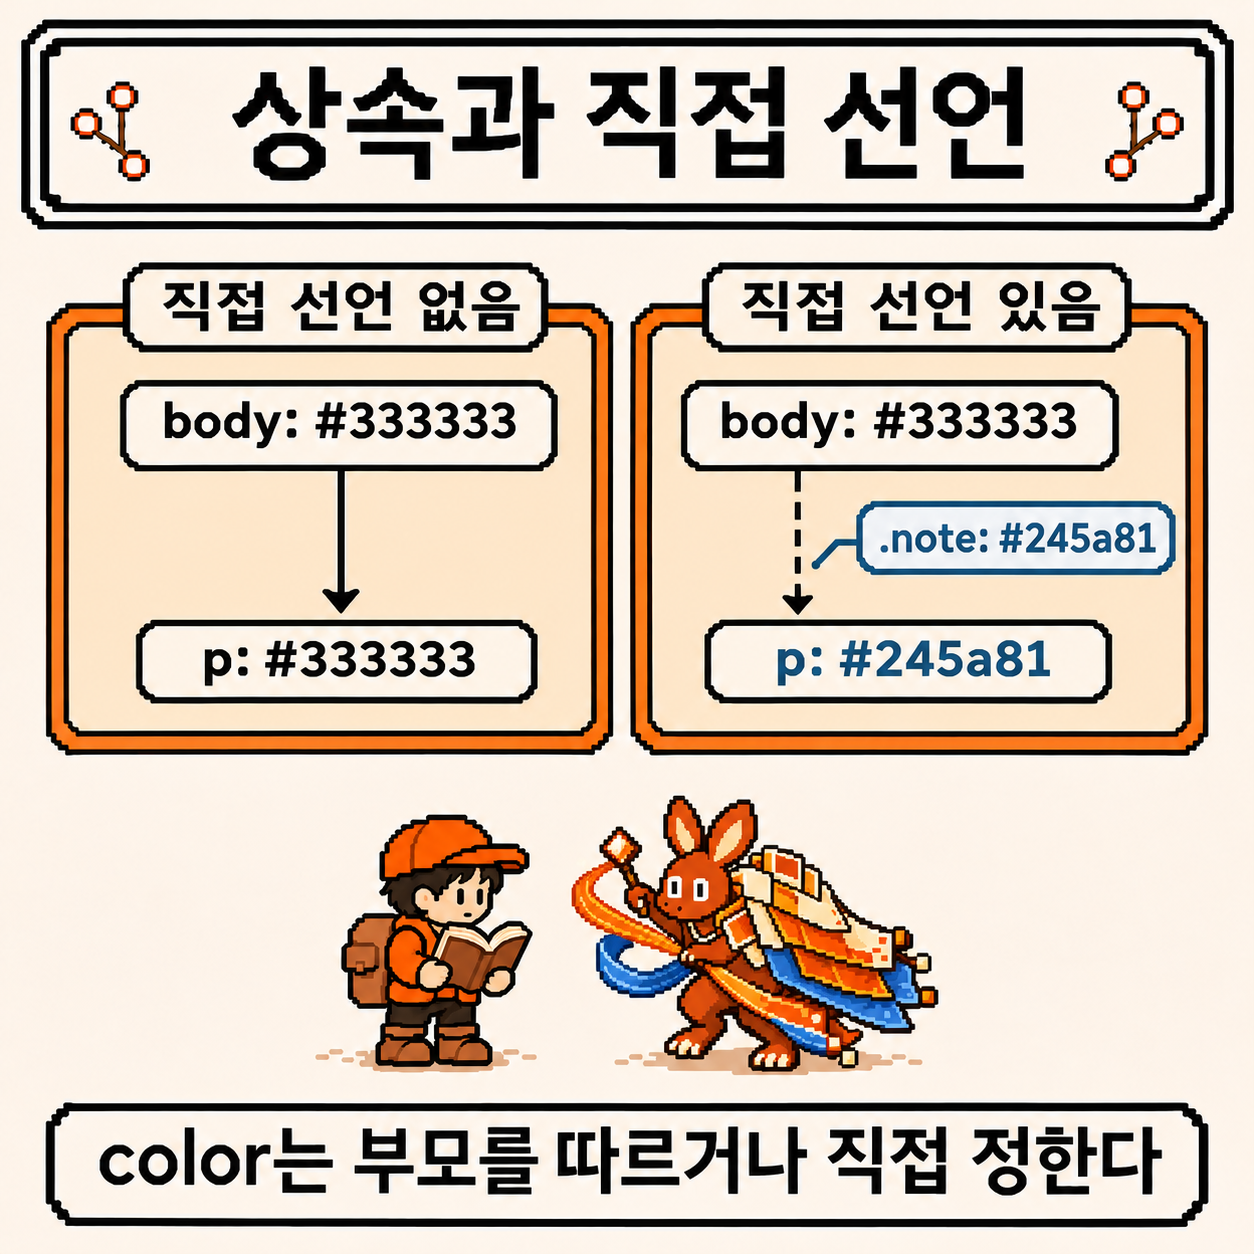 상속과 직접 선언
직접 선언 없음
body: #333333
p: #333333
직접 선언 있음
body: #333333
.note: #245a81
p: #245a81
color는 부모를 따르거나 직접 정한다